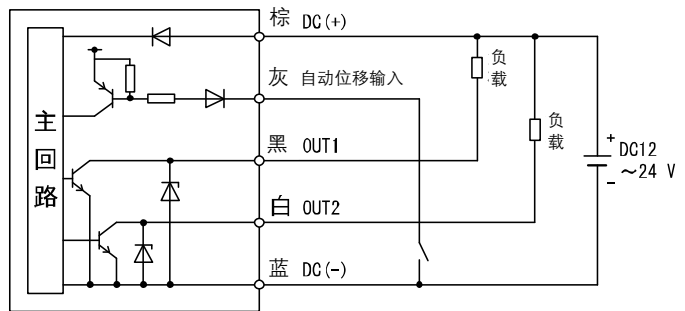 棕 DC(+)
负载
灰 自动位移输入
主回路
负载
黑 OUT1
+
DC12
～24 V
-
白 OUT2
蓝 DC(-)